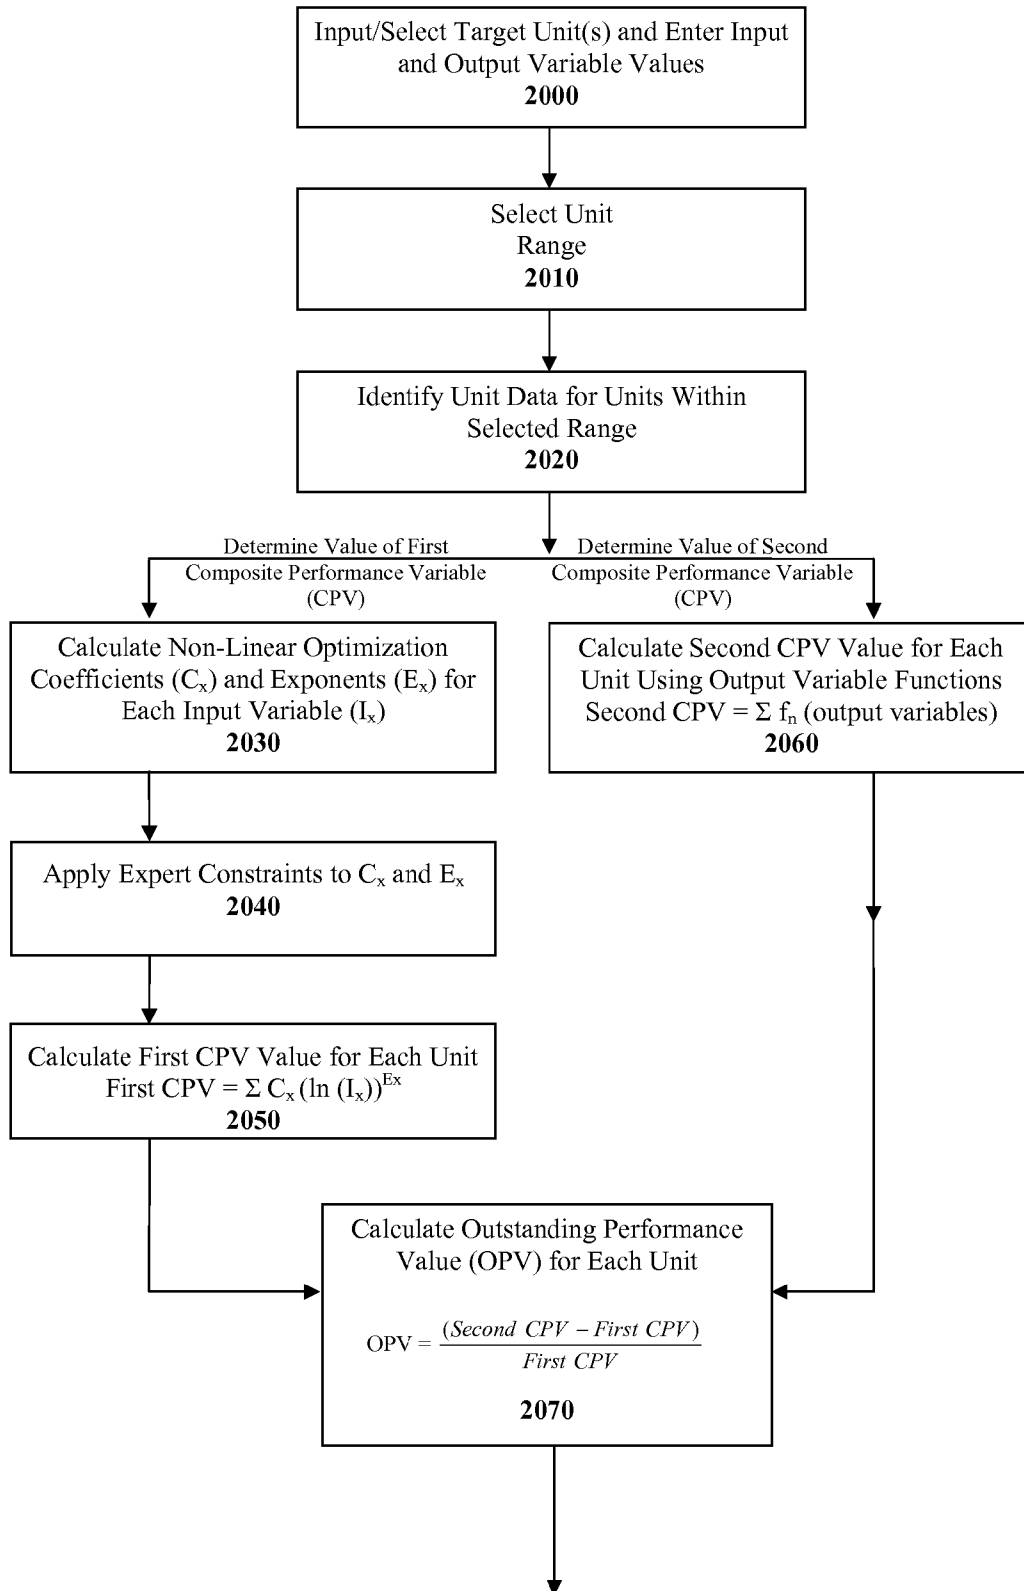 Input/Select Target Unit(s) and Enter Input
and Output Variable Values
2000
Select Unit
Range
2010
Identify Unit Data for Units Within
Selected Range
2020
Determine Value of First
Composite Performance Variable
(CPV)
Determine Value of Second
Composite Performance Variable
(CPV)
Calculate Non-Linear Optimization
Coefficients (Cx) and Exponents (Ex) for
Each Input Variable (Ix)
2030
Calculate Second CPV Value for Each
Unit Using Output Variable Functions
Second CPV = Σ fn (output variables)
2060
Apply Expert Constraints to Cx and Ex
2040
Calculate First CPV Value for Each Unit
First CPV = Σ Cx (ln (Ix))^Ex
2050
Calculate Outstanding Performance
Value (OPV) for Each Unit
OPV = (Second CPV – First CPV)
First CPV
2070